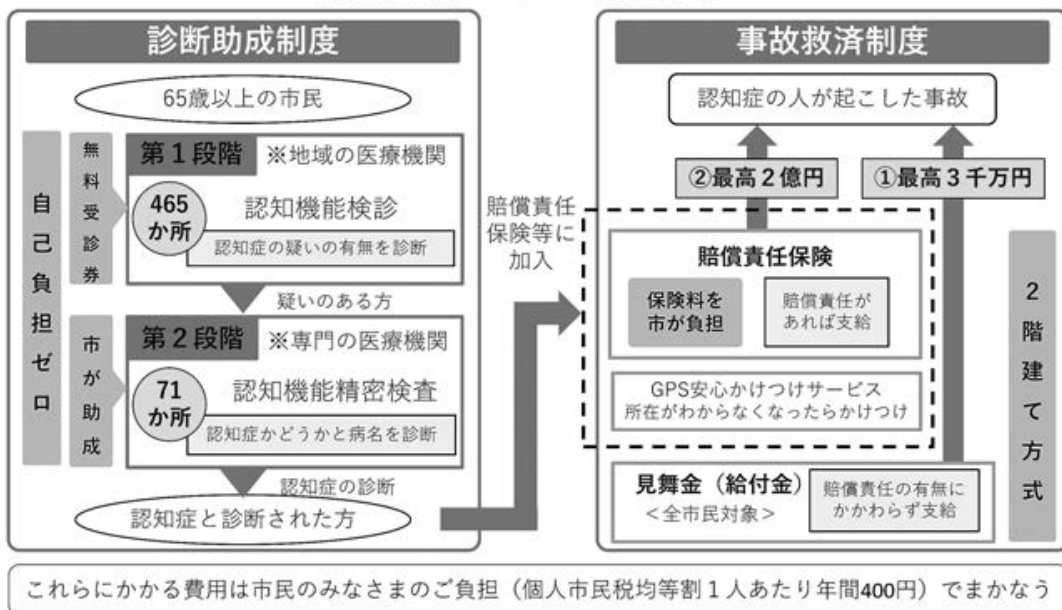 診断助成制度
65歳以上の市民
自己負担ゼロ
無料受診券
第1段階
※地域の医療機関
465
か所
認知機能検診
認知症の疑いの有無を診断
疑いのある方
市が助成
第2段階
※専門の医療機関
71
か所
認知機能精密検査
認知症かどうかと病名を診断
認知症の診断
認知症と診断された方
賠償責任
保険等に
加入
事故救済制度
認知症の人が起こした事故
②最高2億円
①最高3千万円
賠償責任保険
保険料を
市が負担
賠償責任が
あれば支給
GPS安心かけつけサービス
所在がわからなくなったらかけつけ
見舞金（給付金）
＜全市民対象＞
賠償責任の有無に
かかわらず支給
2階建て方式
これらにかかる費用は市民のみなさまのご負担（個人市民税均等割1人あたり年間400円）でまかなう